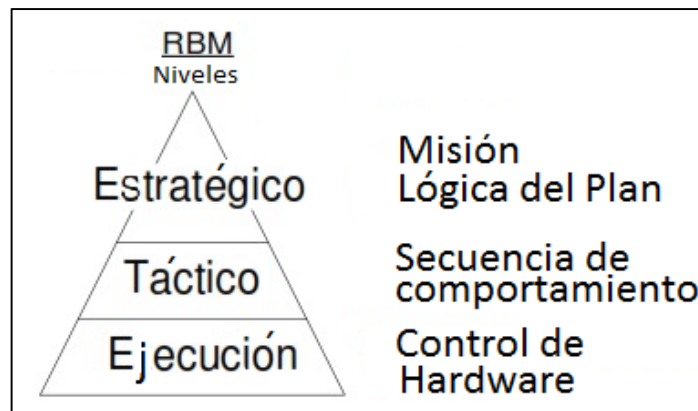 RBM
Niveles
Estratégico
Misión
Lógica del Plan
Táctico
Secuencia de
comportamiento
Ejecución
Control de
Hardware